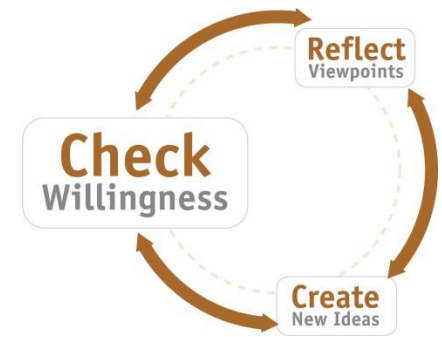 Reflect
Viewpoints
Check
Willingness
Create
New Ideas